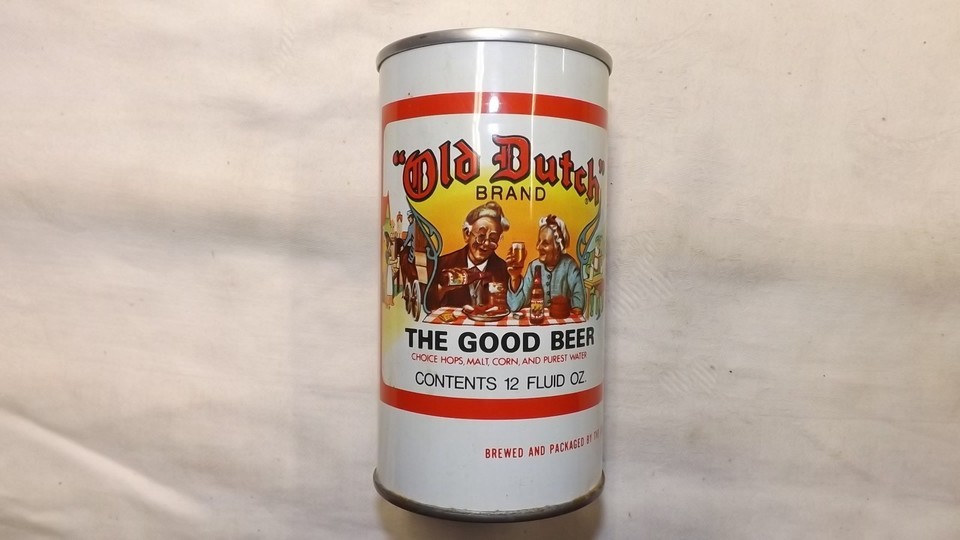 "Old Dutch"
BRAND
THE GOOD BEER
CHOICE HOPS, MALT, CORN, AND PUREST WATER
CONTENTS 12 FLUID OZ.
BREWED AND PACKAGED BY THE